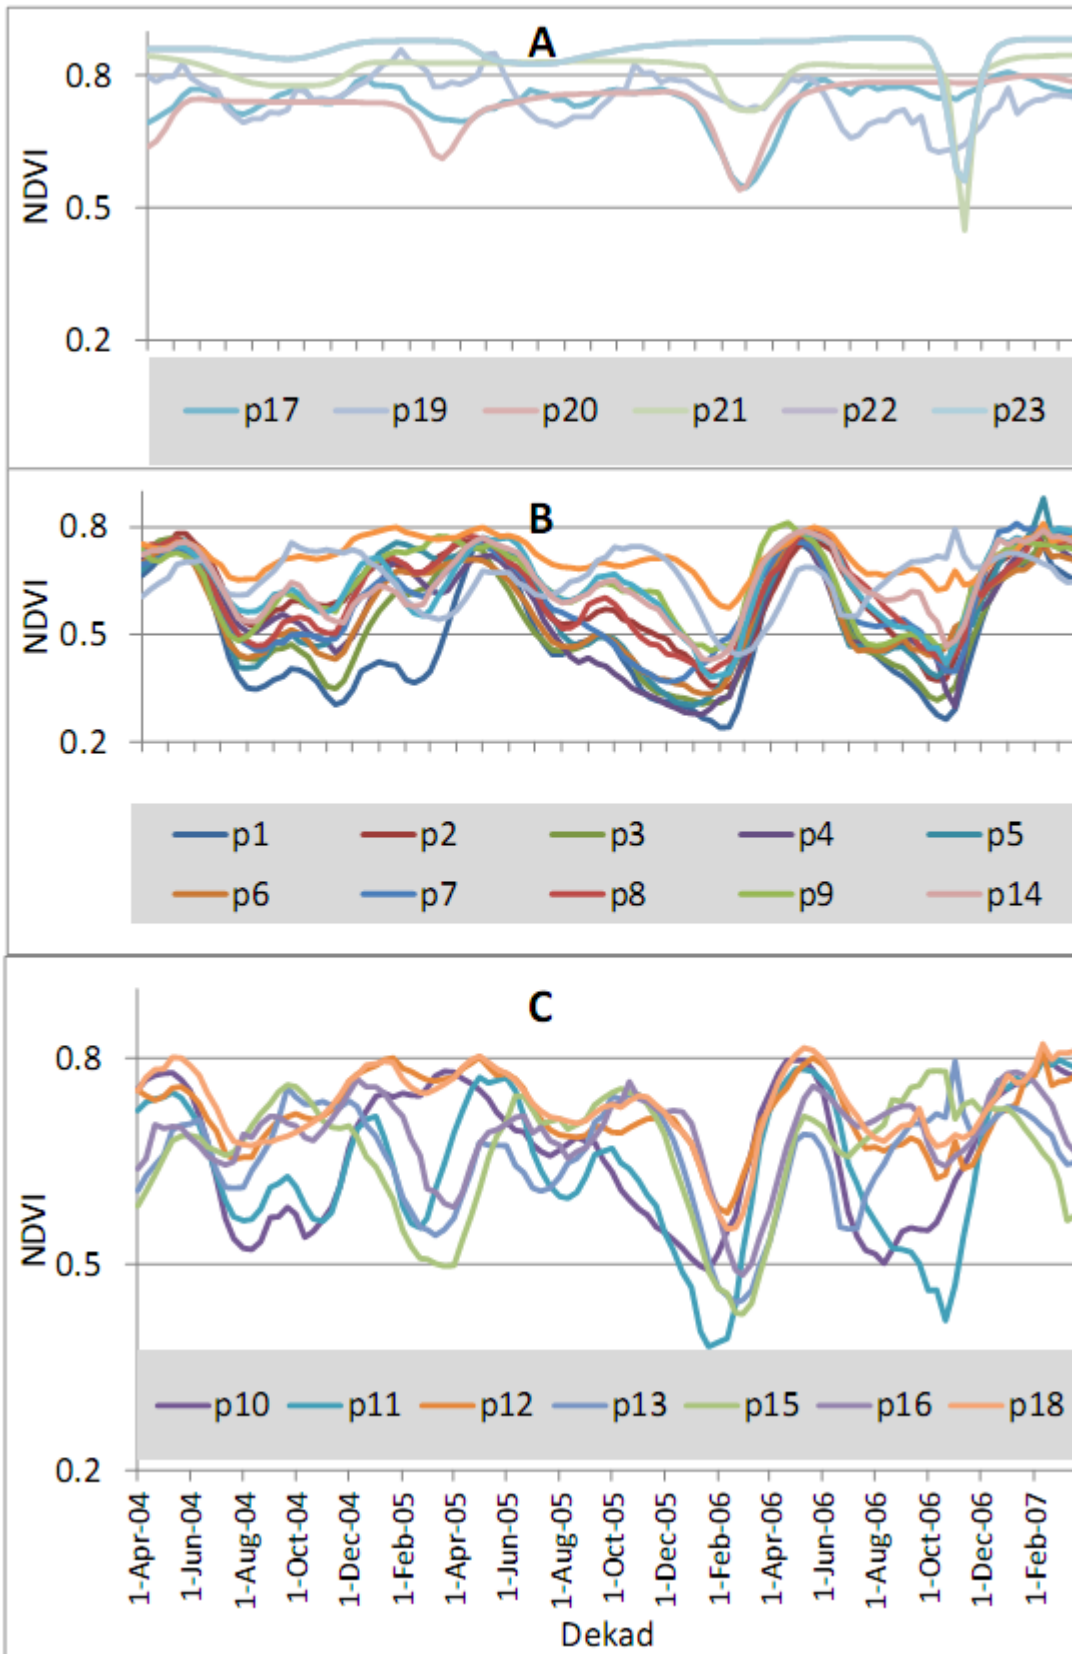 A
NDVI
0.8
0.5
0.2
p17 p19 p20 p21 p22 p23
B
NDVI
0.8
0.5
0.2
p1 p2 p3 p4 p5
p6 p7 p8 p9 p14
C
NDVI
0.8
0.5
p10 p11 p12 p13 p15 p16 p18
0.2
1-Apr-04 1-Jun-04 1-Aug-04 1-Oct-04 1-Dec-04 1-Feb-05 1-Apr-05 1-Jun-05 1-Aug-05 1-Oct-05 1-Dec-05 1-Feb-06 1-Apr-06 1-Jun-06 1-Aug-06 1-Oct-06 1-Dec-06 1-Feb-07
Dekad